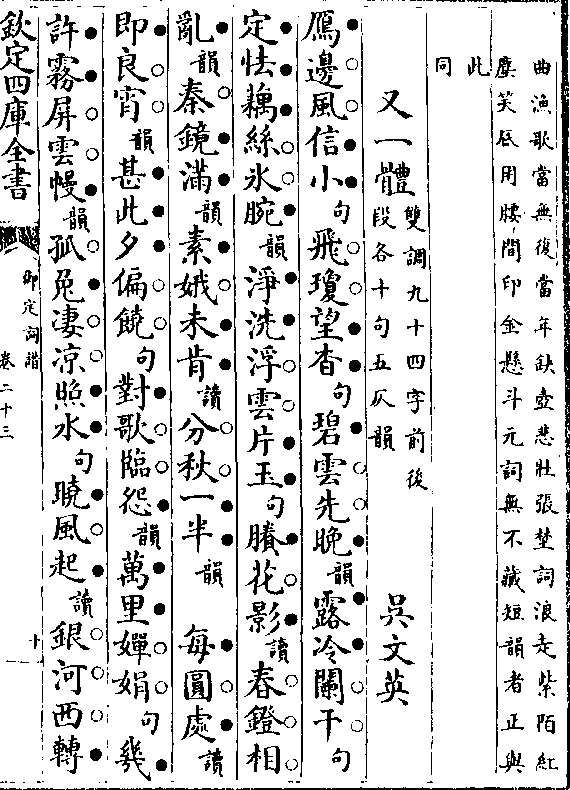 曲漁歌當無復當年缺壺悲壯張埜詞浪走紫陌紅
塵笑底用腰間印金懸斗元詞無不藏短韻者正與
此
同
又一體 雙調九十四字前後
段各十句五仄韻 吳文英
鴈邊風信小句飛瓊望杳句碧雲先晚韻露冷闌干句
定怯藕絲冰腕韻淨洗浮雲片玉句勝花影讀春鐙相
亂韻秦鏡滿韻素娥未肯讀分秋一半韻 每圓處讀
即良宵韻甚此夕偏饒句對歌臨怨韻萬里嬋娟句幾
許霧屏雲幔韻孤兔淒涼照水句曉風起讀銀河西轉
欽定四庫全書
御定詞譜
卷二十三
十